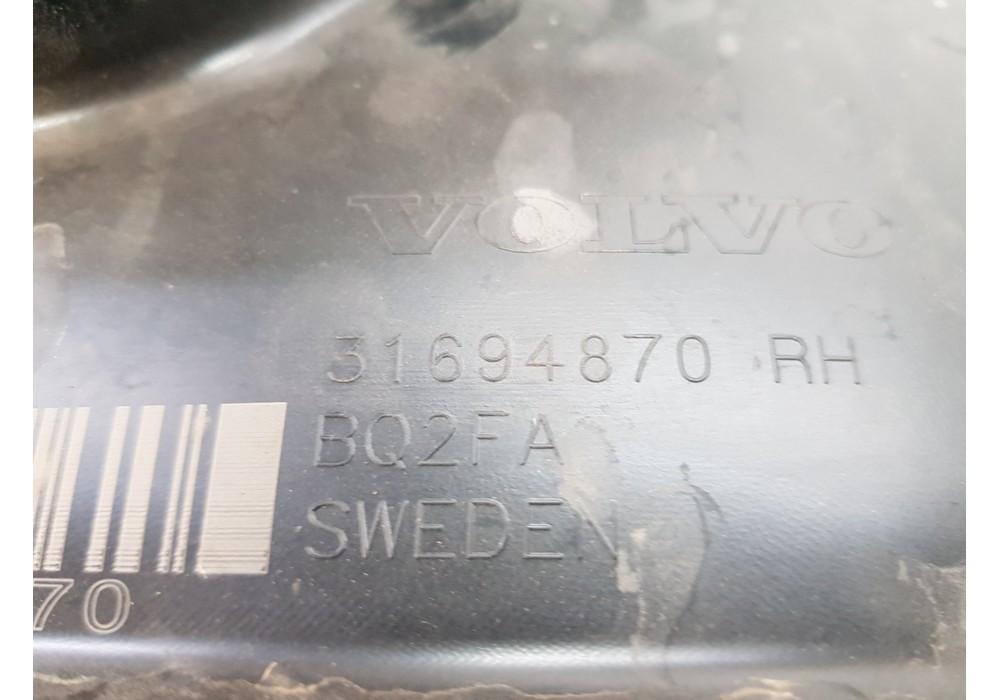 VOLVO
31694870 RH
BQ2FA
SWEDEN
70